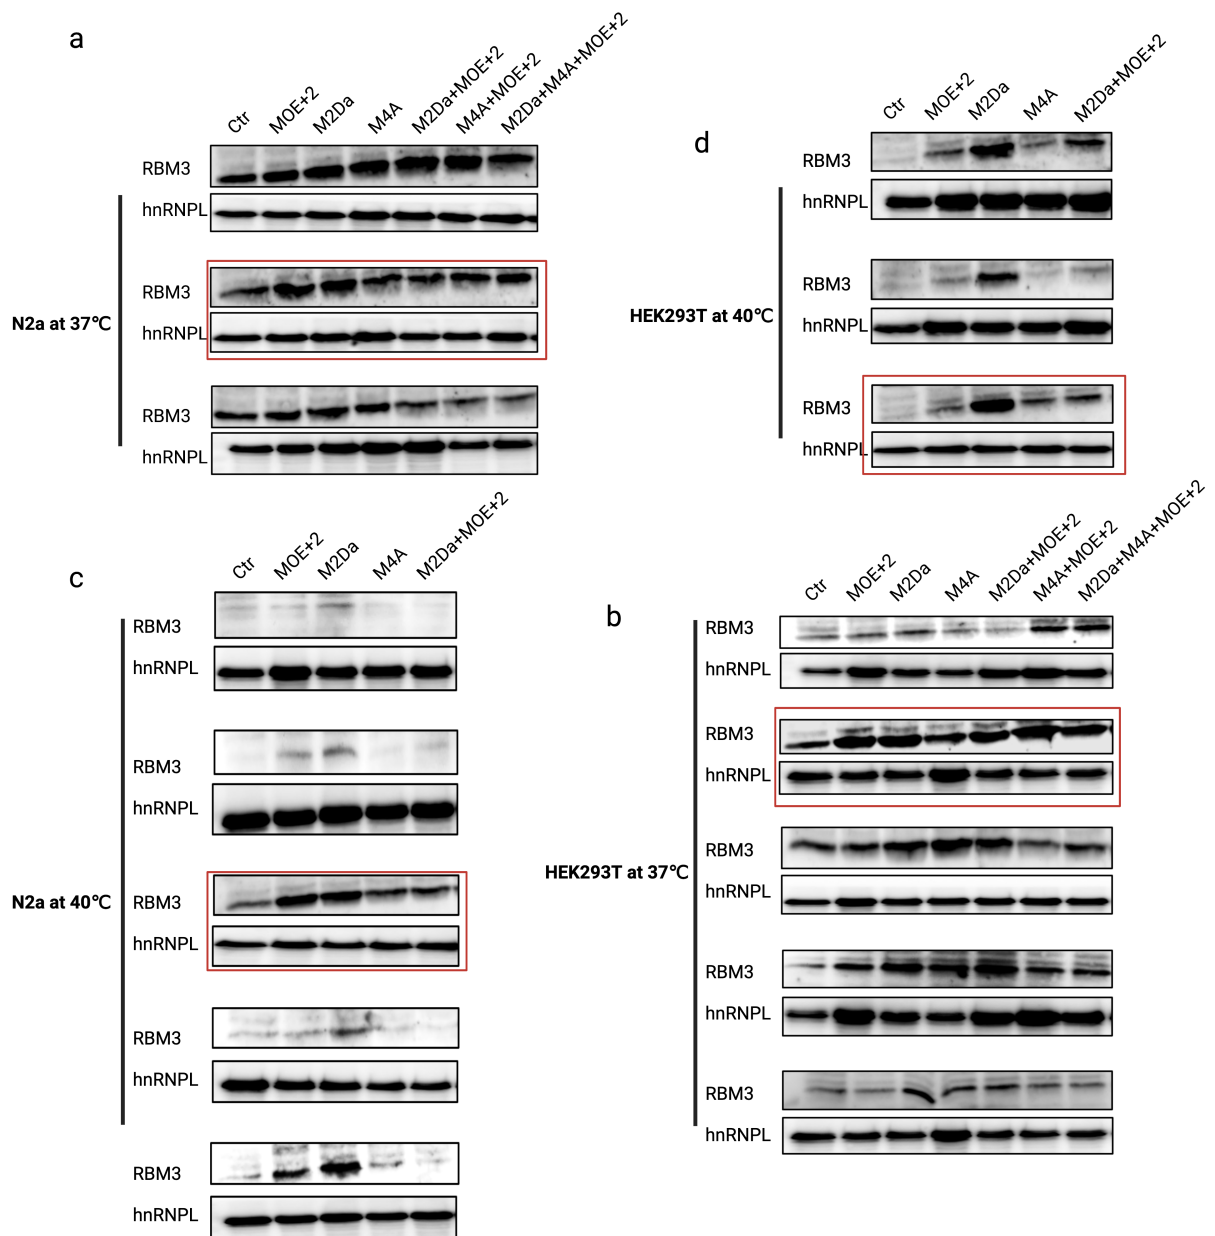 a
Ctr
MOE+2
M2Da
M4A
M2Da+MOE+2
M4A+MOE+2
M2Da+M4A+MOE+2
RBM3
hnRNPL
N2a at 37℃
RBM3
hnRNPL
RBM3
hnRNPL
d
Ctr
MOE+2
M2Da
M4A
M2Da+MOE+2
RBM3
hnRNPL
HEK293T at 40℃
RBM3
hnRNPL
RBM3
hnRNPL
c
Ctr
MOE+2
M2Da
M4A
M2Da+MOE+2
RBM3
hnRNPL
RBM3
hnRNPL
N2a at 40℃
RBM3
hnRNPL
RBM3
hnRNPL
RBM3
hnRNPL
b
Ctr
MOE+2
M2Da
M4A
M2Da+MOE+2
M4A+MOE+2
M2Da+M4A+MOE+2
RBM3
hnRNPL
RBM3
hnRNPL
HEK293T at 37℃
RBM3
hnRNPL
RBM3
hnRNPL
RBM3
hnRNPL